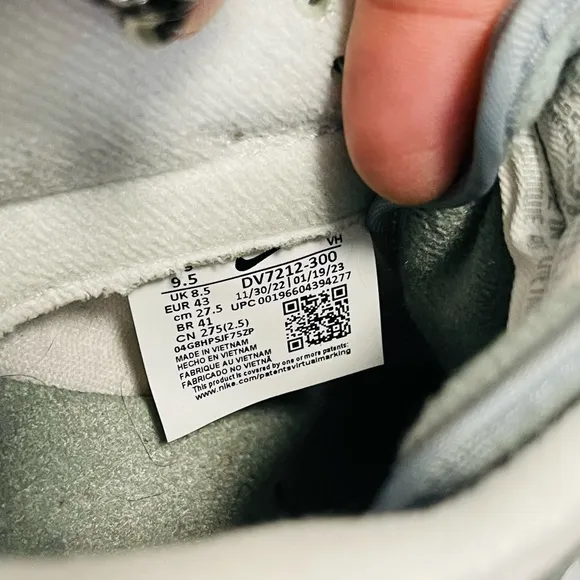 VH
9.5 DV7212-300
UK 8.5 11/30/22 | 01/19/23
EUR 43 UPC 00196604394277
cm 27.5
BR 41
CN 275(2.5)
04G8HPSJF75ZP
MADE IN VIETNAM
HECHO EN VIETNAM
FABRIQUÉ AU VIETNAM
FABRICADO NO VIETNÃ
This product is covered by one or more patents:
www.nike.com/patentsvirtualmarking